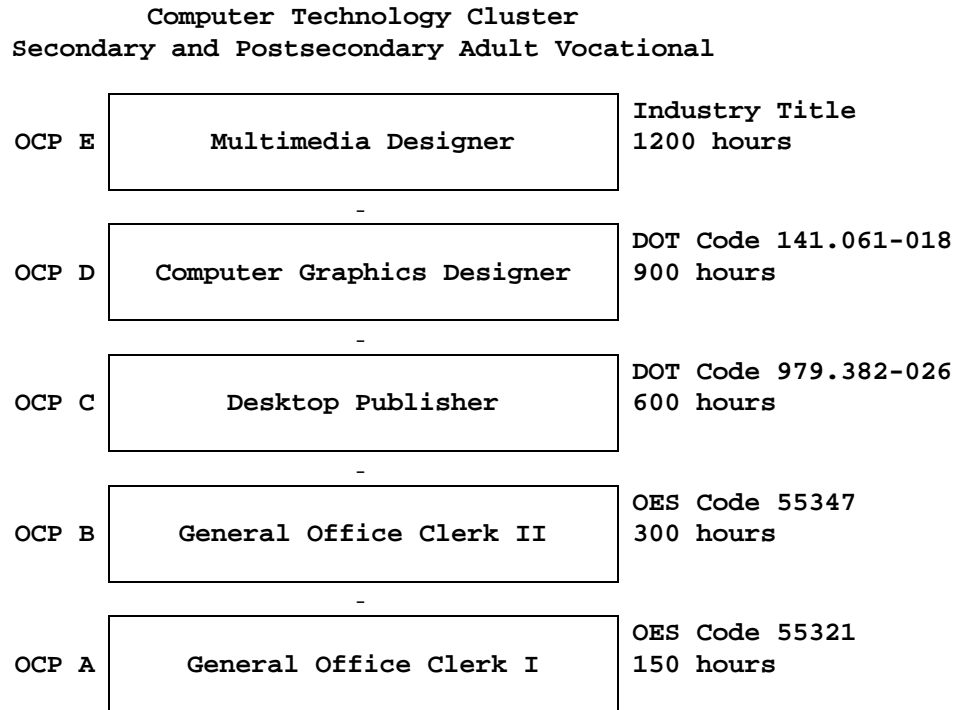 Computer Technology Cluster
Secondary and Postsecondary Adult Vocational
OCP E
Multimedia Designer
Industry Title
1200 hours
-
OCP D
Computer Graphics Designer
DOT Code 141.061-018
900 hours
-
OCP C
Desktop Publisher
DOT Code 979.382-026
600 hours
-
OCP B
General Office Clerk II
OES Code 55347
300 hours
-
OCP A
General Office Clerk I
OES Code 55321
150 hours